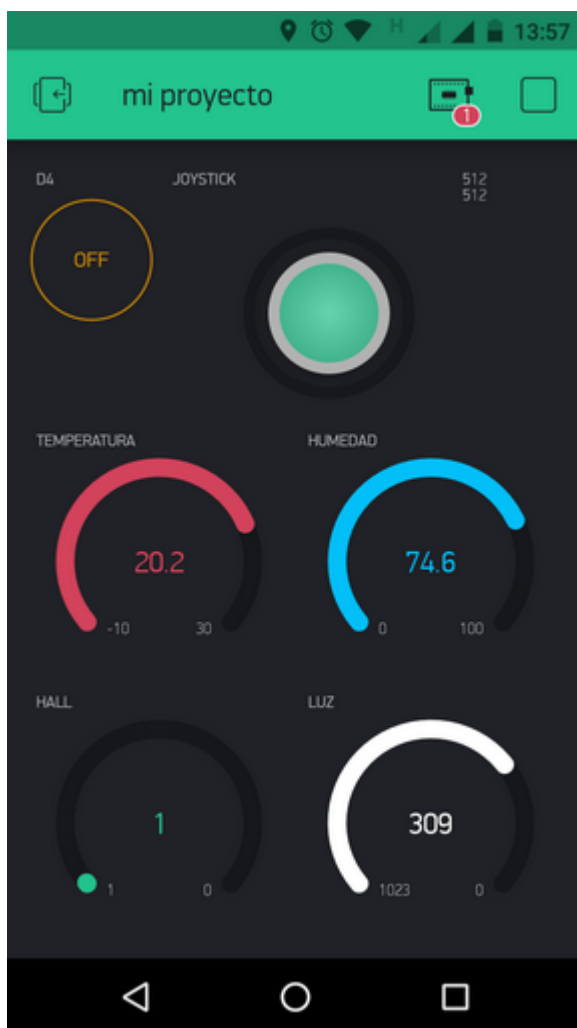 H 13:57
mi proyecto
1
D4 JOYSTICK 512
512
OFF
TEMPERATURA HUMEDAD
20.2 74.6
-10 30 0 100
HALL LUZ
1 309
1 0 1023 0